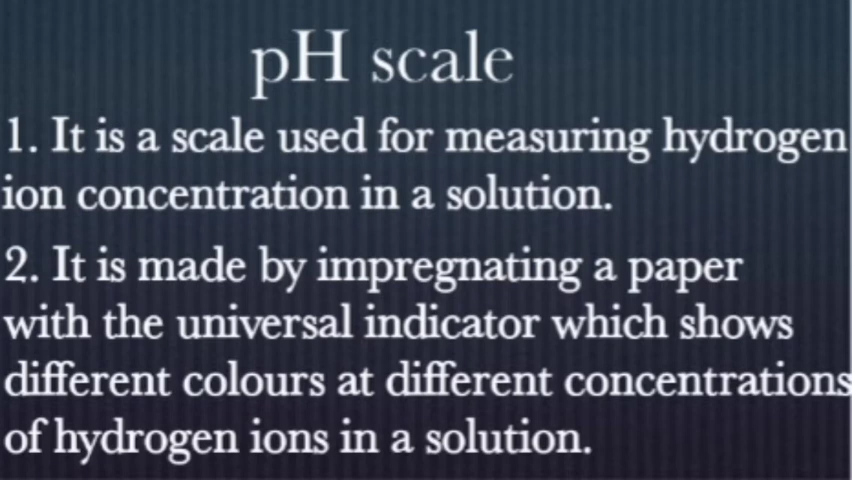 pH scale
1. It is a scale used for measuring hydrogen
ion concentration in a solution.
2. It is made by impregnating a paper
with the universal indicator which shows
different colours at different concentrations
of hydrogen ions in a solution.